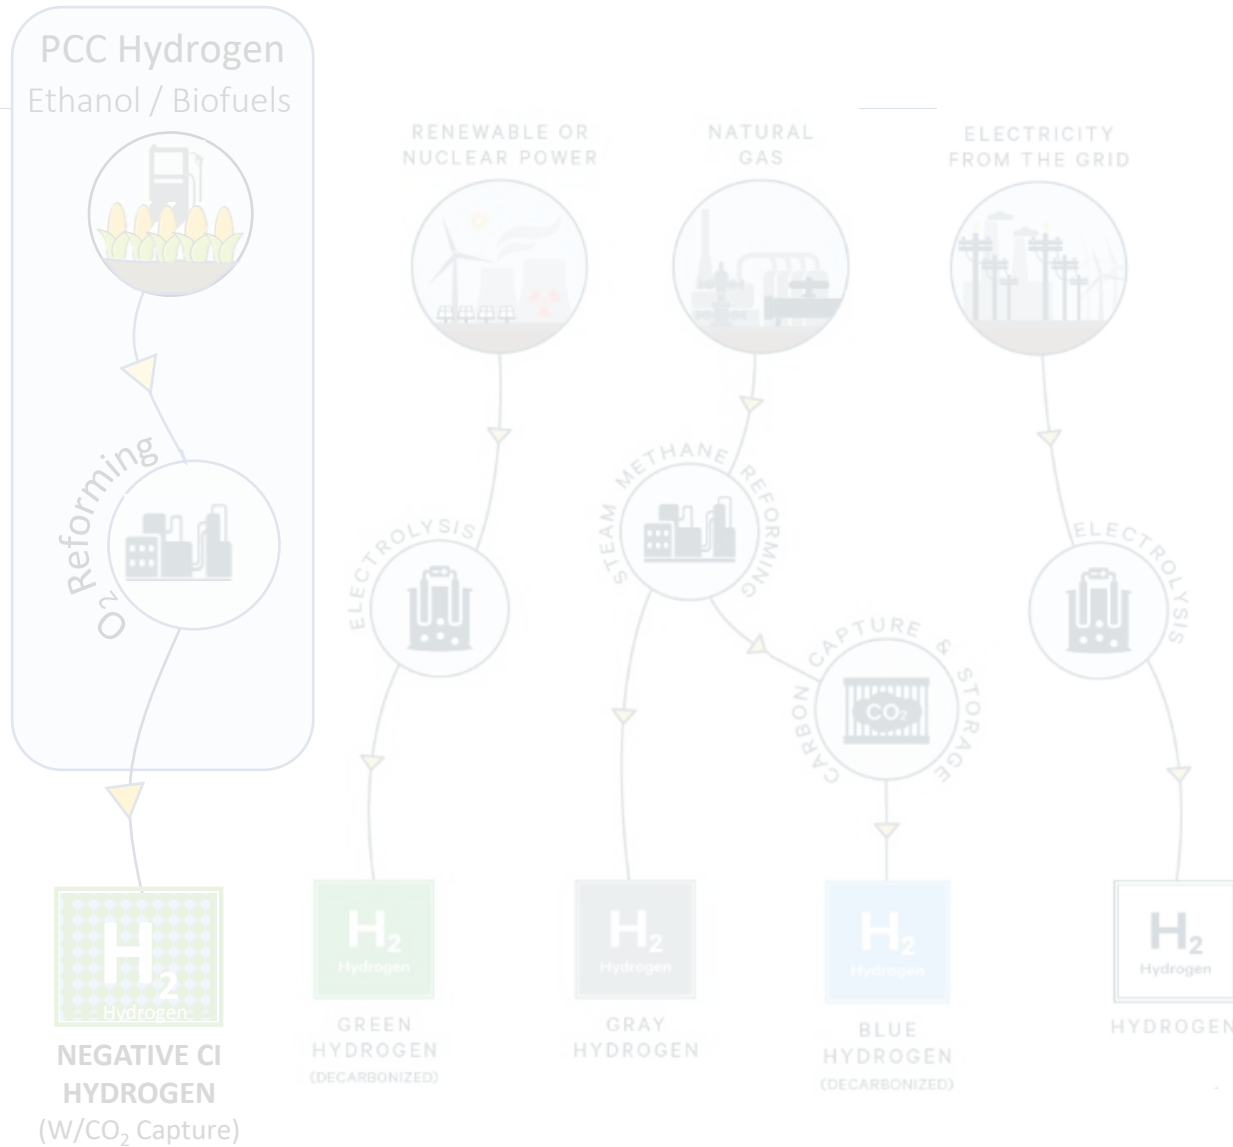 PCC Hydrogen
Ethanol / Biofuels
O₂ Reforming
H₂
Hydrogen
NEGATIVE CI
HYDROGEN
(W/CO₂ Capture)
RENEWABLE OR
NUCLEAR POWER
ELECTROLYSIS
H₂
Hydrogen
GREEN
HYDROGEN
(DECARBONIZED)
NATURAL
GAS
STEAM METHANE REFORMING
H₂
Hydrogen
GRAY
HYDROGEN
CARBON CAPTURE & STORAGE
CO₂
H₂
Hydrogen
BLUE
HYDROGEN
(DECARBONIZED)
ELECTRICITY
FROM THE GRID
ELECTROLYSIS
H₂
Hydrogen
HYDROGEN